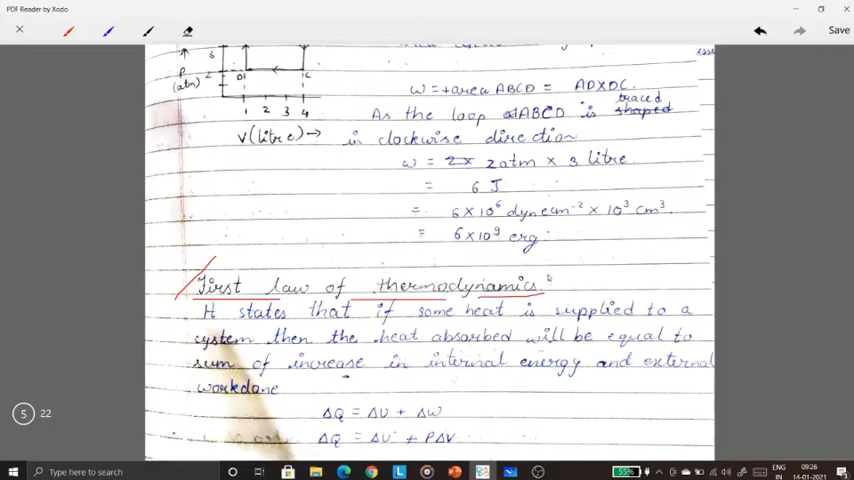 PDF Reader by Xodo
Save
3
P
(atm)
2
D
C
1 2 3 4
V(litre) →
W = +area ABCD = AD×DC.
As the loop ABCD is traced shaped
in clockwise direction
W = 2× 2atm × 3 litre
= 6 J
= 6×10⁶ dyne cm⁻² × 10³ cm³.
= 6×10⁹ erg.
First law of thermodynamics.
It states that if some heat is supplied to a
system then the heat absorbed will be equal to
sum of increase in internal energy and external
workdone
ΔQ = ΔU + ΔW
ΔQ = ΔU + PΔV
5 22
Type here to search
55%
ENG
IN
09:26
14-01-2021